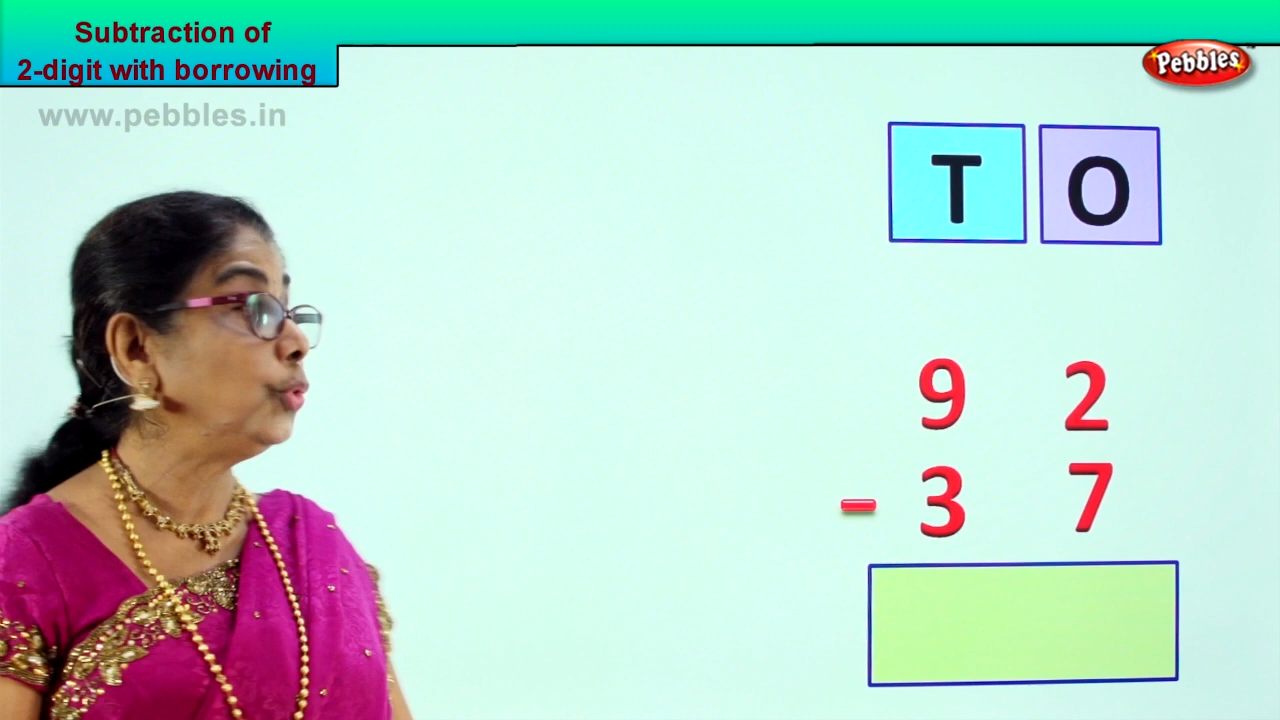 Subtraction of
2-digit with borrowing
Pebbles
www.pebbles.in
T O
9 2
- 3 7